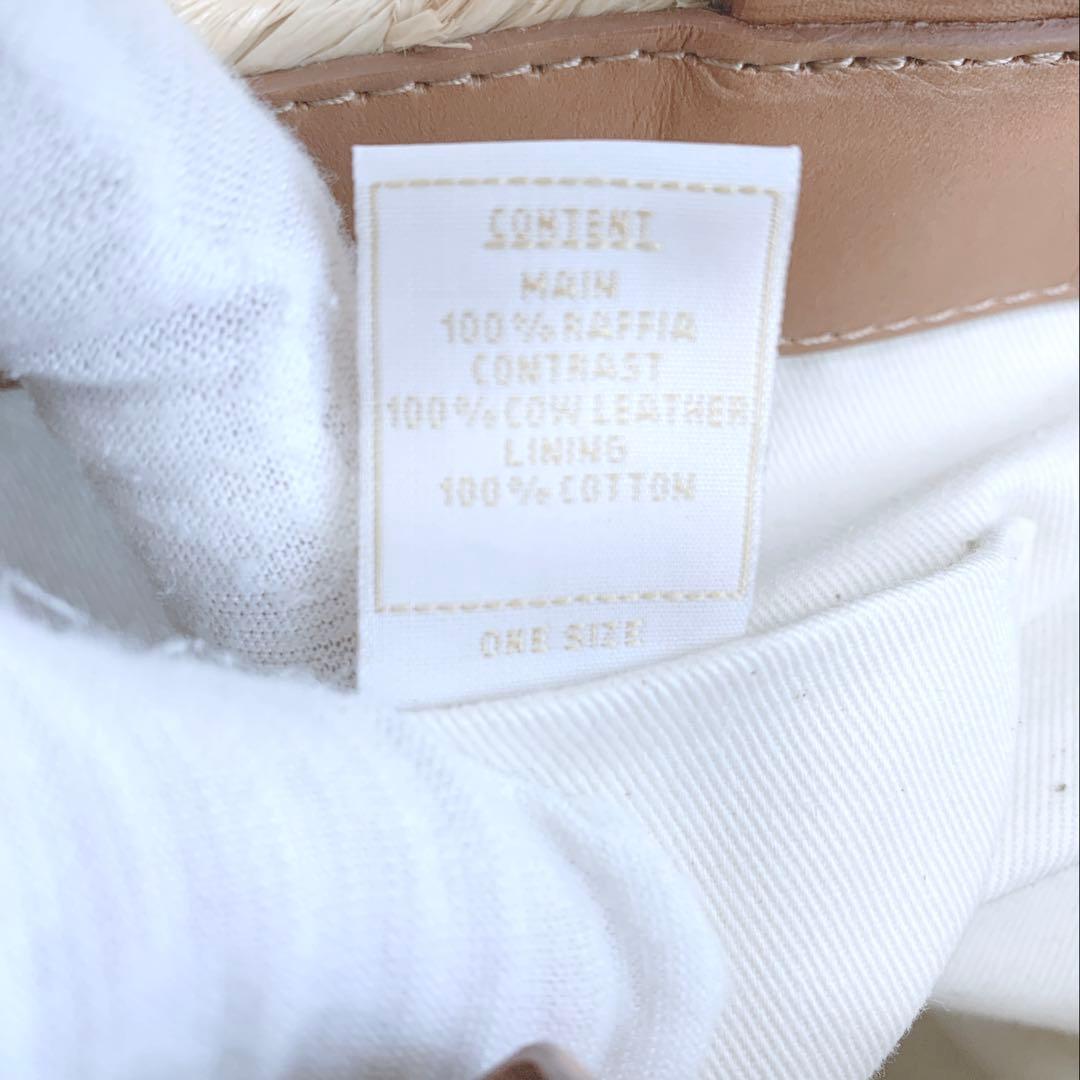 CONTENT
MAIN
100%RAFFIA
CONTRAST
100%COW LEATHER
LINING
100%COTTON
ONE SIZE